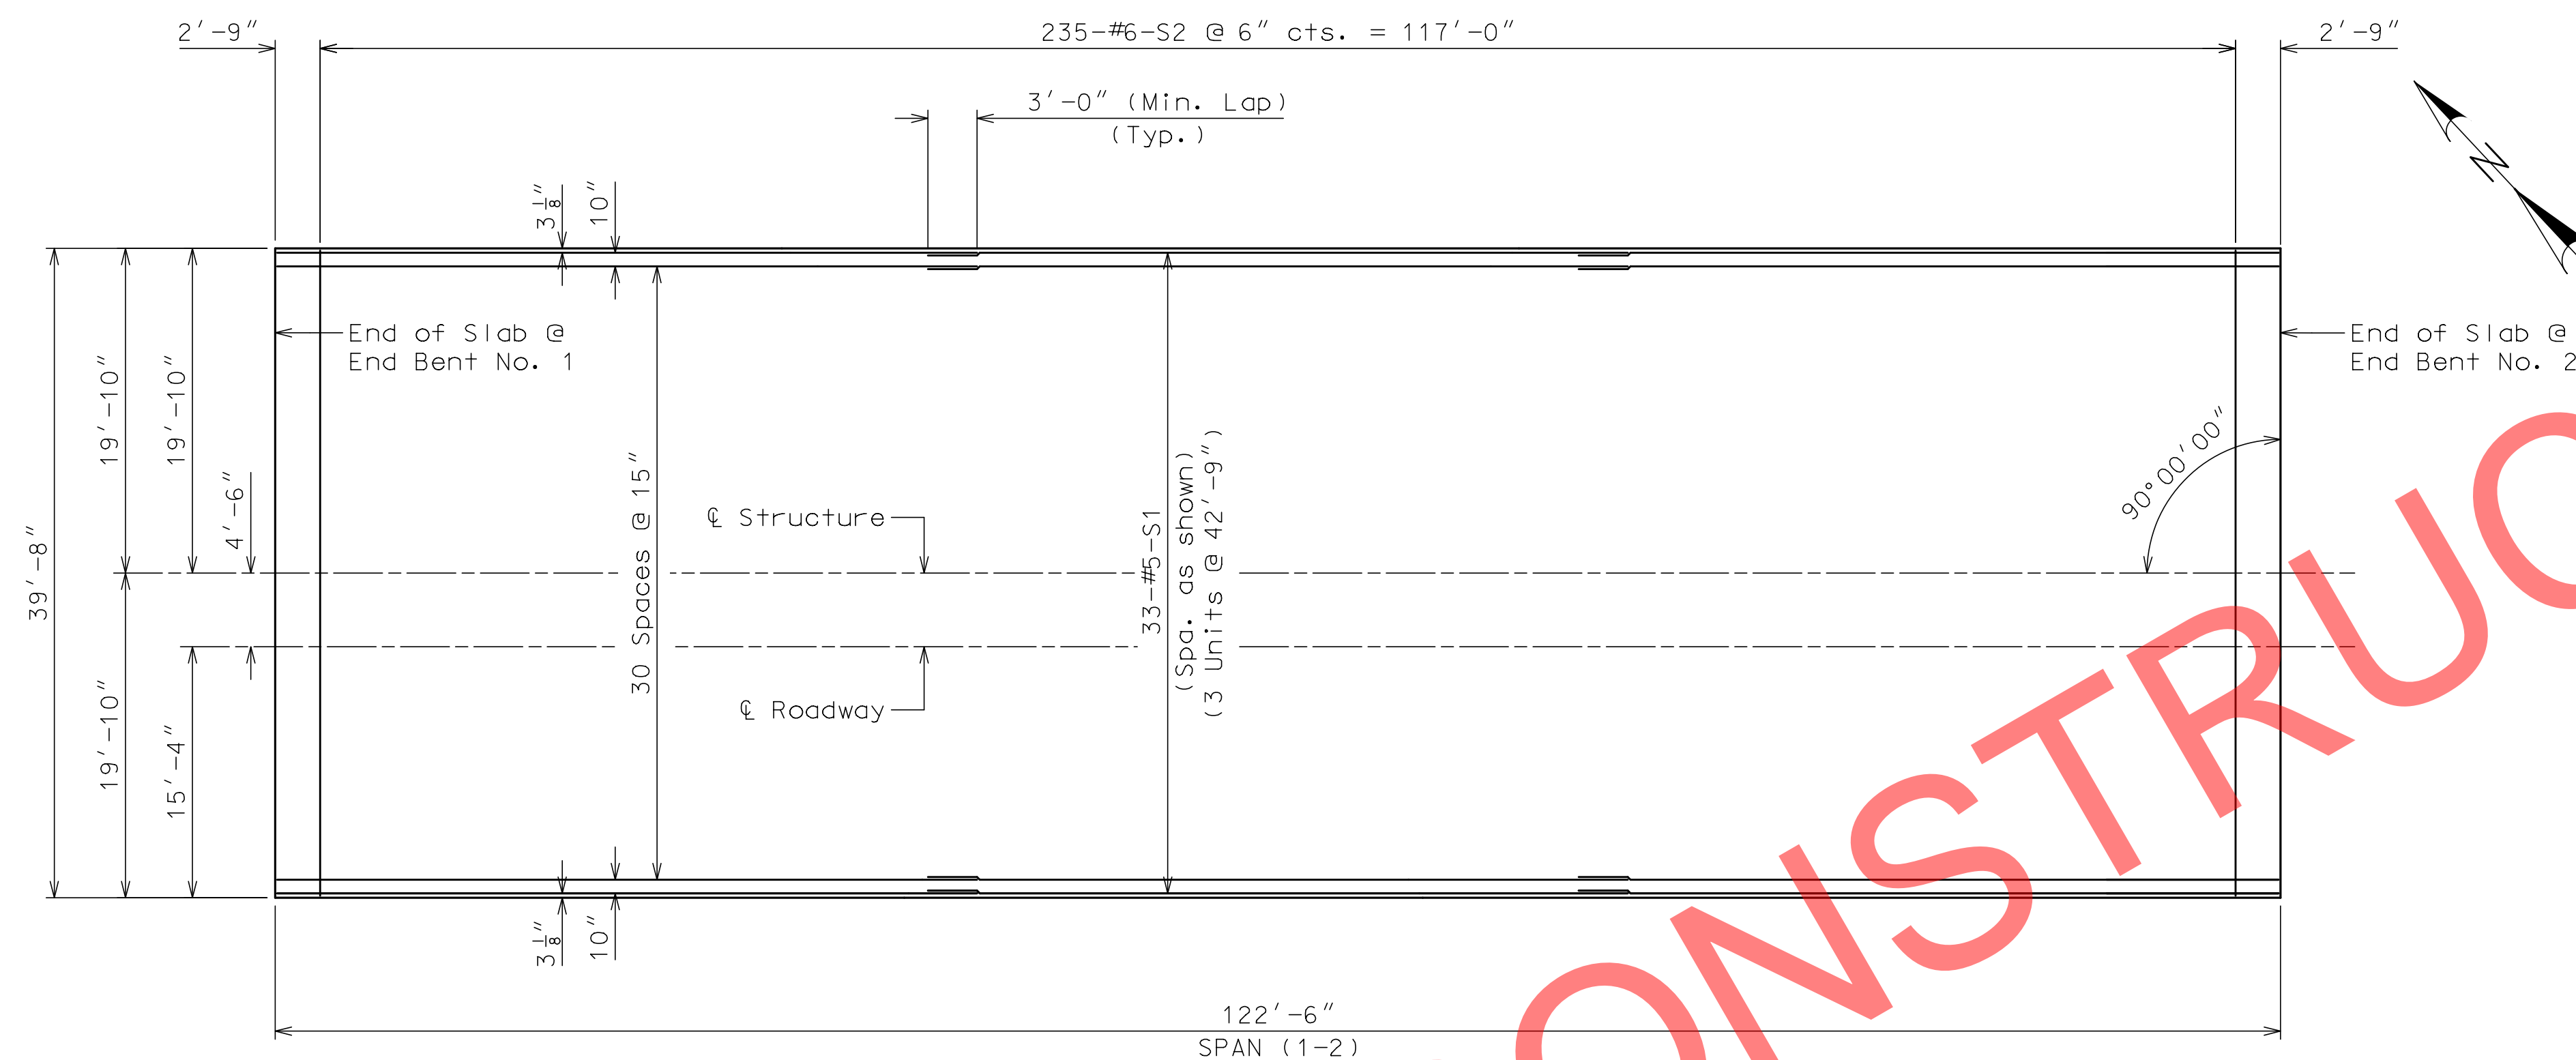 2'-9"
235-#6-S2 @ 6" cts. = 117'-0"
2'-9"
3'-0" (Min. Lap)
(Typ.)
3 1/8"
10"
N
End of Slab @
End Bent No. 1
End of Slab @
End Bent No. 2
39'-8"
19'-10"
19'-10"
4'-6"
19'-10"
15'-4"
30 Spaces @ 15"
℄ Structure
℄ Roadway
33-#5-S1
(Spa. as shown)
(3 Units @ 42'-9")
90°00'00"
3 1/8"
10"
122'-6"
SPAN (1-2)
ONSTRUC